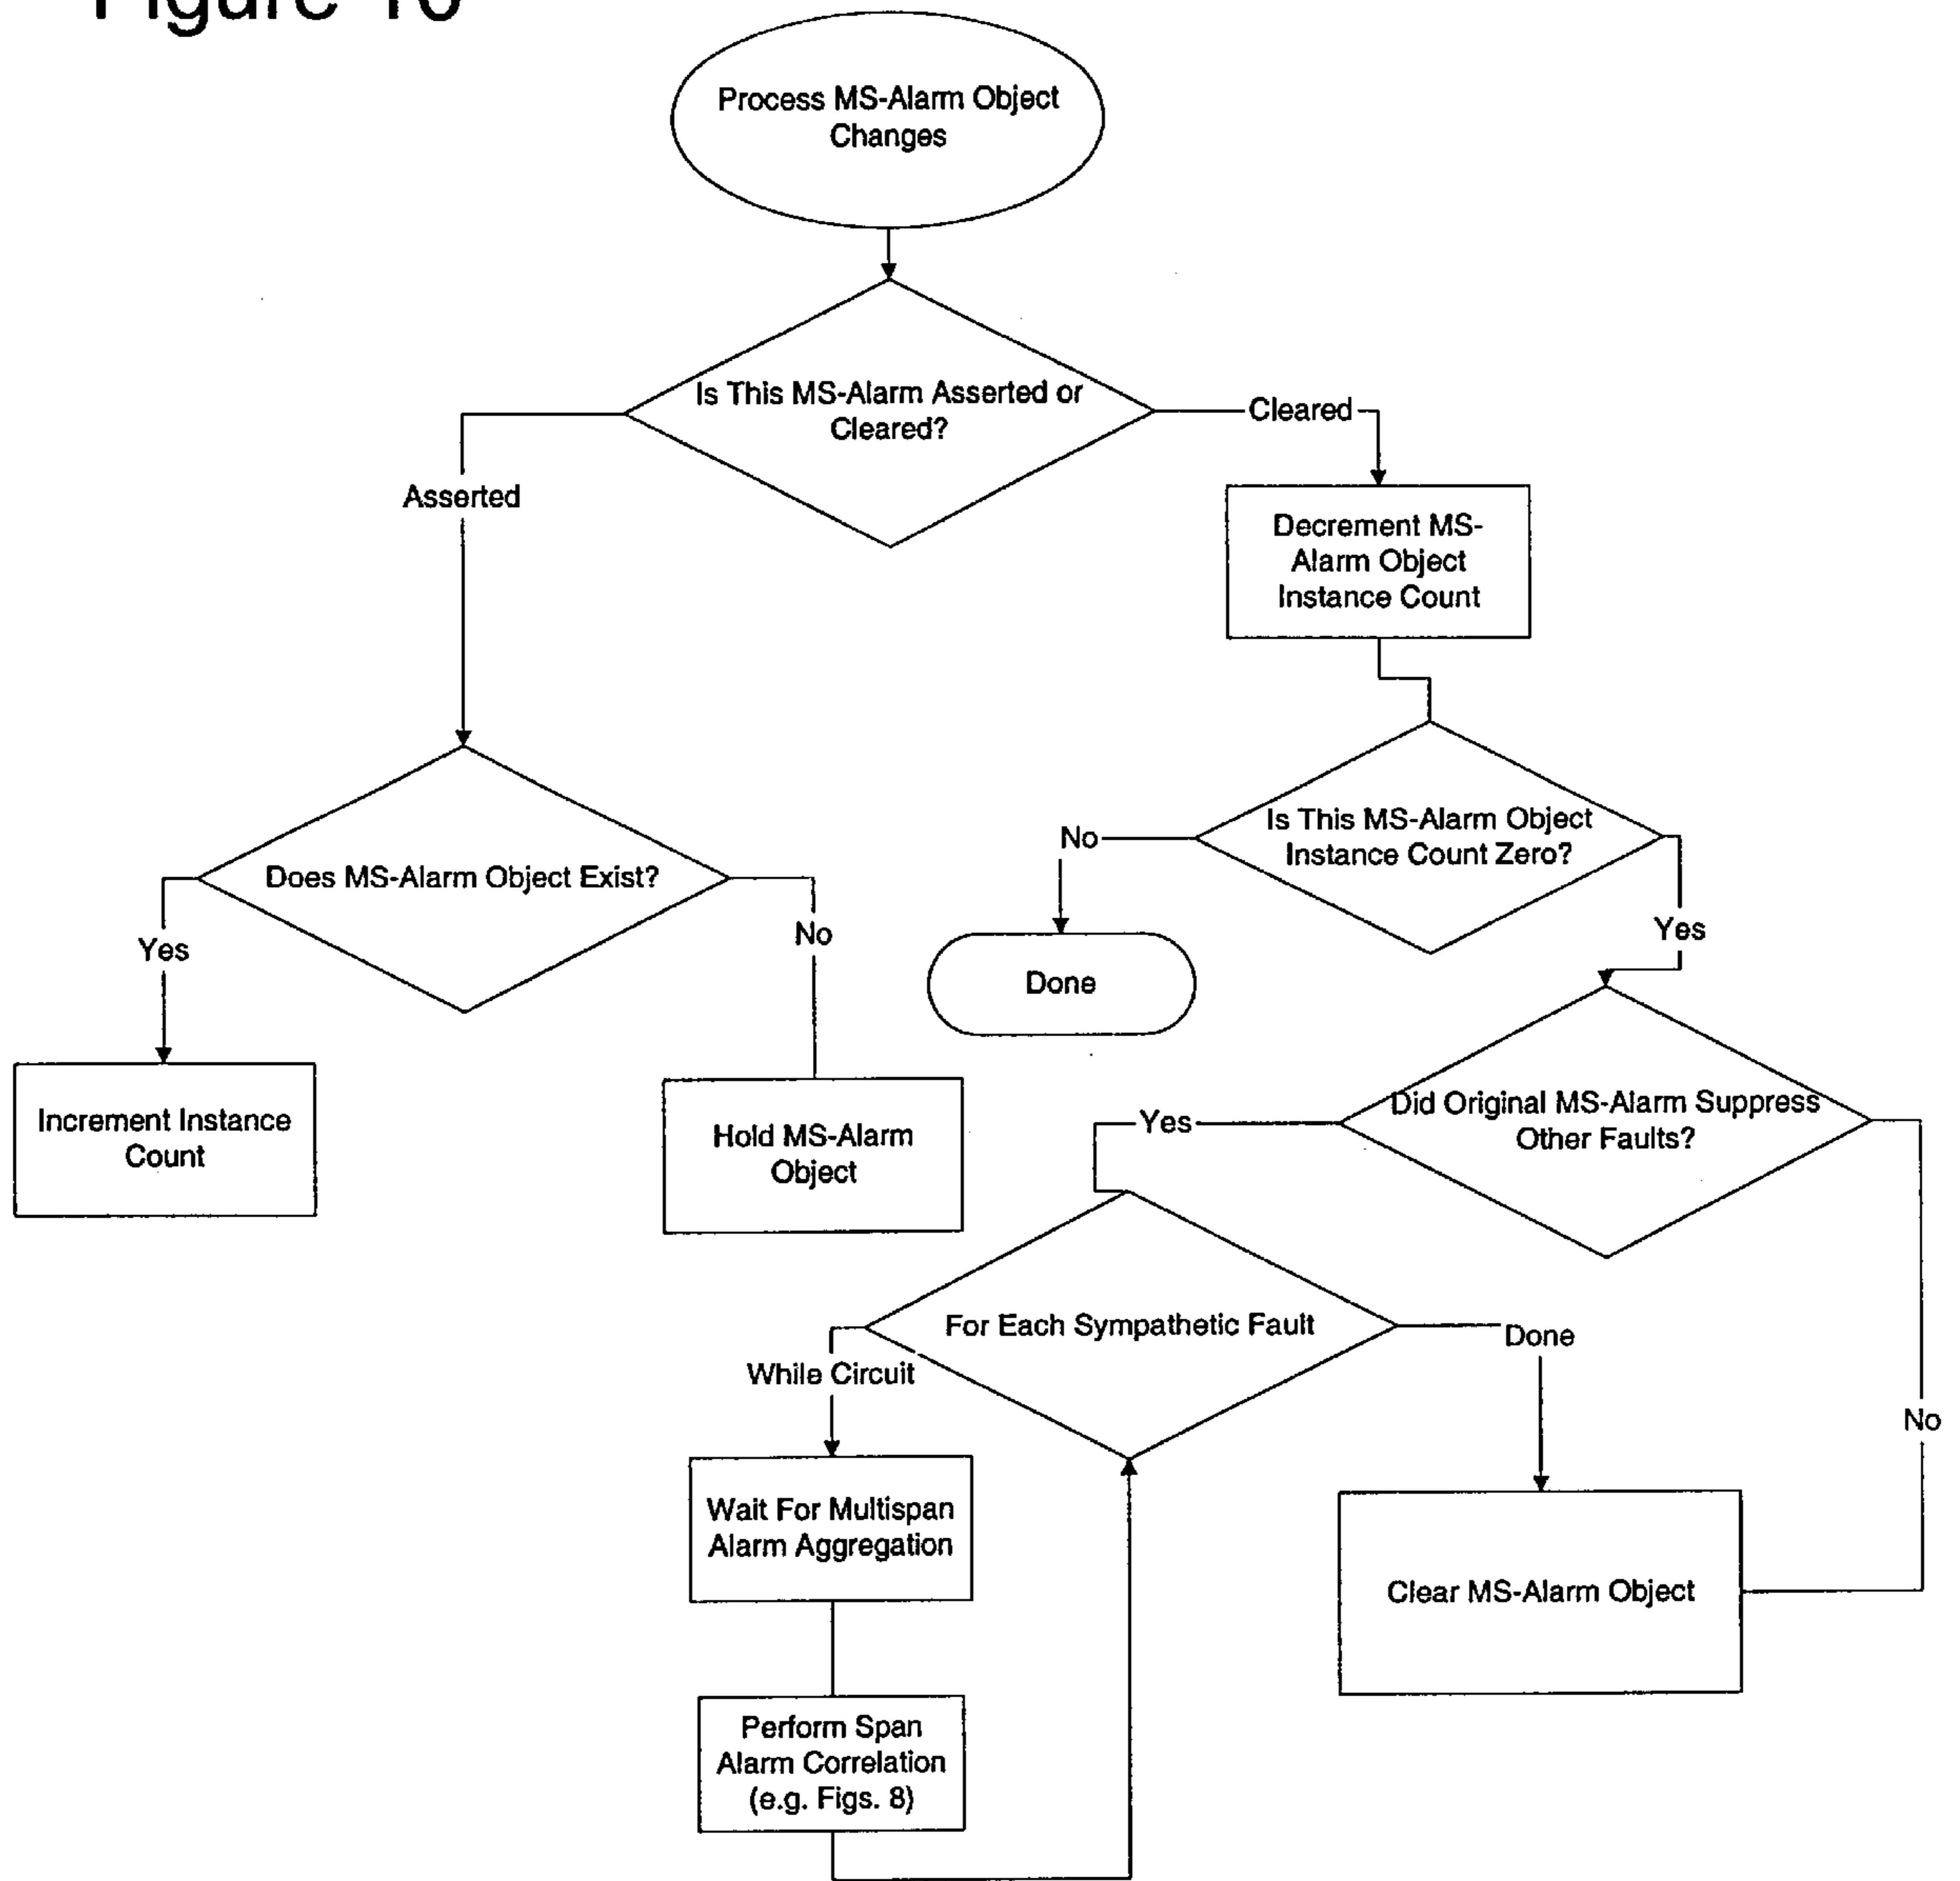 Figure 10
Process MS-Alarm Object
Changes
Is This MS-Alarm Asserted or
Cleared?
Cleared
Asserted
Decrement MS-
Alarm Object
Instance Count
Is This MS-Alarm Object
Instance Count Zero?
No
Yes
Does MS-Alarm Object Exist?
Yes
No
Done
Increment Instance
Count
Hold MS-Alarm
Object
Did Original MS-Alarm Suppress
Other Faults?
Yes
No
For Each Sympathetic Fault
While Circuit
Done
Wait For Multispan
Alarm Aggregation
Clear MS-Alarm Object
Perform Span
Alarm Correlation
(e.g. Figs. 8)